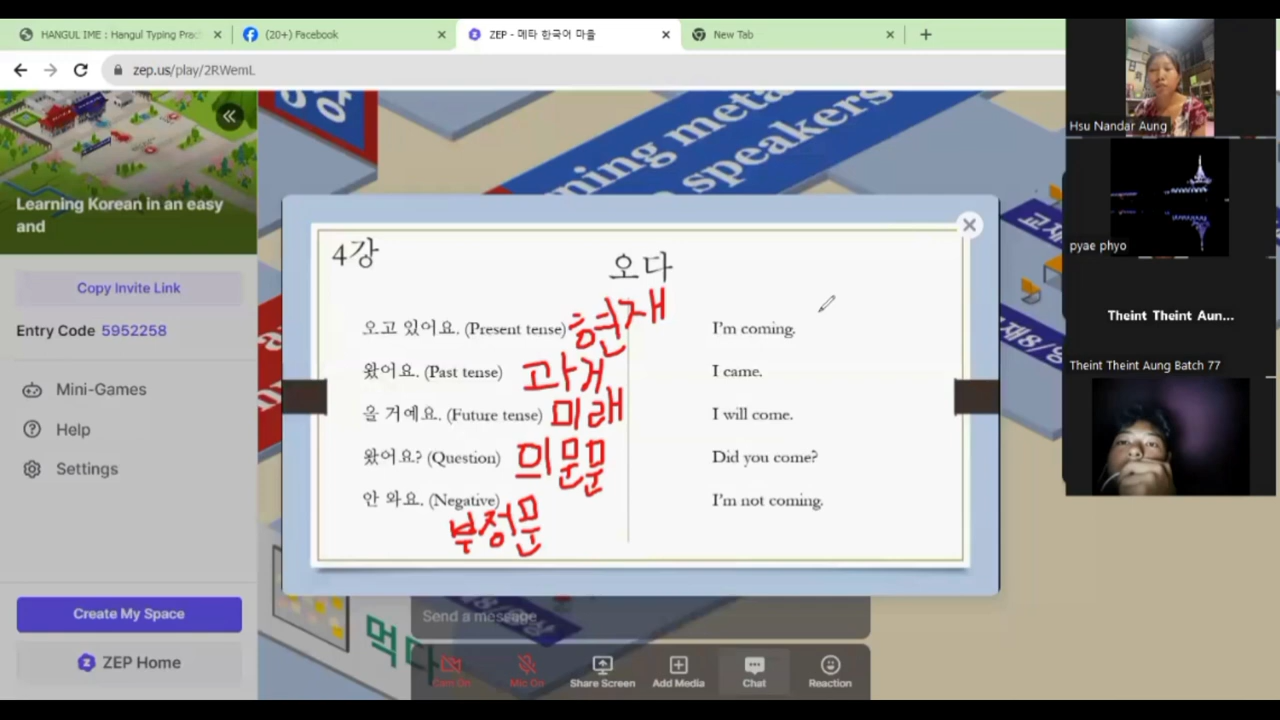 HANGUL IME : Hangul Typing Prac
(20+) Facebook
ZEP - 메타 한국어 마을
New Tab
zep.us/play/2RWemL
ning meta
speakers
Learning Korean in an easy
and
Copy Invite Link
Entry Code 5952258
Mini-Games
Help
Settings
Create My Space
ZEP Home
4강
오다
오고 있어요. (Present tense) 현재
I'm coming.
왔어요. (Past tense) 과거
I came.
올 거예요. (Future tense) 미래
I will come.
왔어요? (Question) 의문문
Did you come?
안 와요. (Negative)
부정문
I'm not coming.
먹다
Send a message
Cam On
Mic On
Share Screen
Add Media
Chat
Reaction
Hsu Nandar Aung
pyae phyo
Theint Theint Aun...
Theint Theint Aung Batch 77